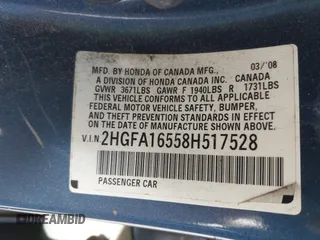 MFD. BY HONDA OF CANADA MFG., 03/'08
A DIVISION OF HONDA CANADA INC. CANADA
GVWR 3671LBS GAWR F 1940LBS R 1731LBS
THIS VEHICLE CONFORMS TO ALL APPLICABLE
FEDERAL MOTOR VEHICLE SAFETY, BUMPER,
AND THEFT PREVENTION STANDARDS IN EFFECT
ON THE DATE OF MANUFACTURE SHOWN ABOVE.
V.I.N. 2HGFA16558H517528
PASSENGER CAR
DREAMBID